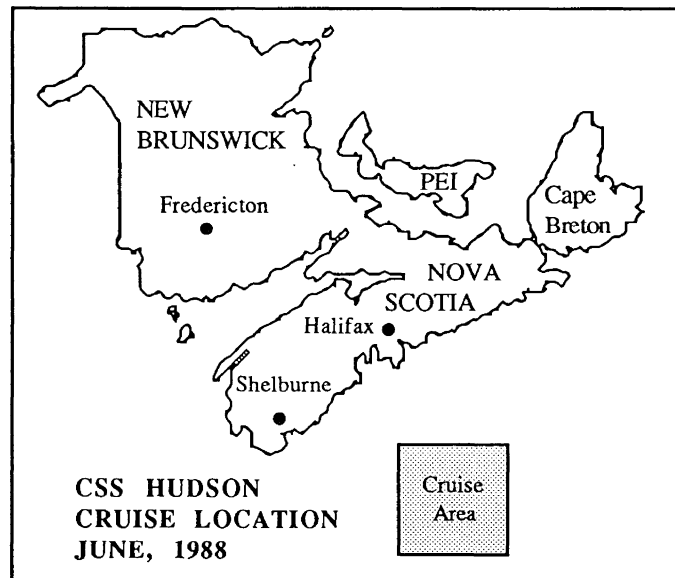 NEW
BRUNSWICK
PEI
Cape
Breton
Fredericton
NOVA
SCOTIA
Halifax
Shelburne
Cruise
Area
CSS HUDSON
CRUISE LOCATION
JUNE, 1988